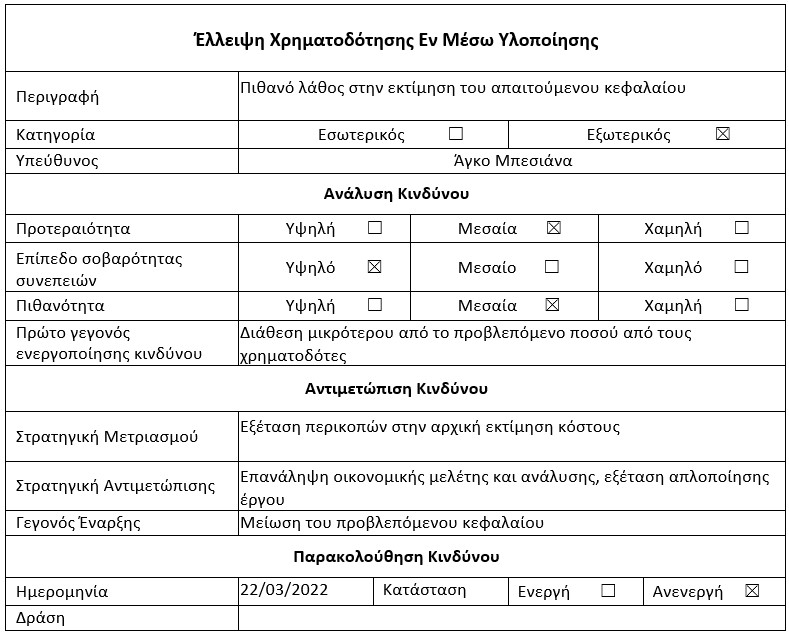 Έλλειψη Χρηματοδότησης Εν Μέσω Υλοποίησης
Περιγραφή Πιθανό λάθος στην εκτίμηση του απαιτούμενου κεφαλαίου
Κατηγορία Εσωτερικός ☐ Εξωτερικός ☒
Υπεύθυνος Άγκο Μπεσιάνα
Ανάλυση Κινδύνου
Προτεραιότητα Υψηλή ☐ Μεσαία ☒ Χαμηλή ☐
Επίπεδο σοβαρότητας
συνεπειών Υψηλό ☒ Μεσαίο ☐ Χαμηλό ☐
Πιθανότητα Υψηλή ☐ Μεσαία ☒ Χαμηλή ☐
Πρώτο γεγονός
ενεργοποίησης κινδύνου
Διάθεση μικρότερου από το προβλεπόμενο ποσού από τους
χρηματοδότες
Αντιμετώπιση Κινδύνου
Στρατηγική Μετριασμού Εξέταση περικοπών στην αρχική εκτίμηση κόστους
Στρατηγική Αντιμετώπισης
Επανάληψη οικονομικής μελέτης και ανάλυσης, εξέταση απλοποίησης
έργου
Γεγονός Έναρξης Μείωση του προβλεπόμενου κεφαλαίου
Παρακολούθηση Κινδύνου
Ημερομηνία 22/03/2022 Κατάσταση Ενεργή ☐ Ανενεργή ☒
Δράση